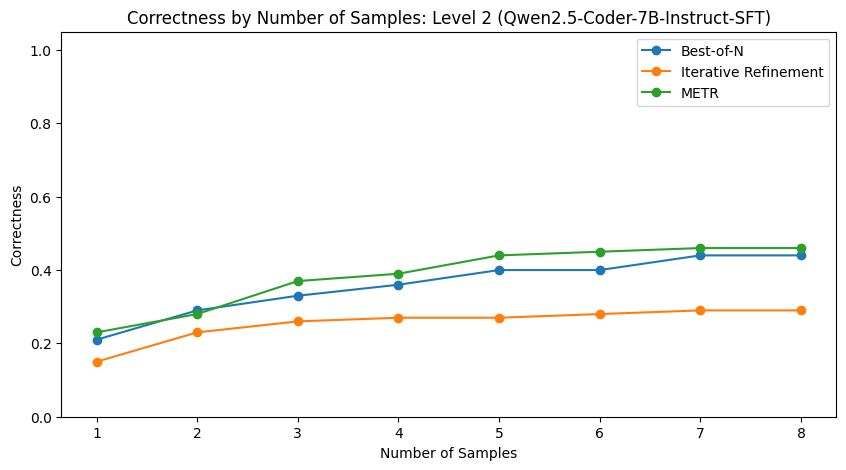 Correctness by Number of Samples: Level 2 (Qwen2.5-Coder-7B-Instruct-SFT)
Best-of-N
Iterative Refinement
METR
Correctness
1.0
0.8
0.6
0.4
0.2
0.0
1 2 3 4 5 6 7 8
Number of Samples